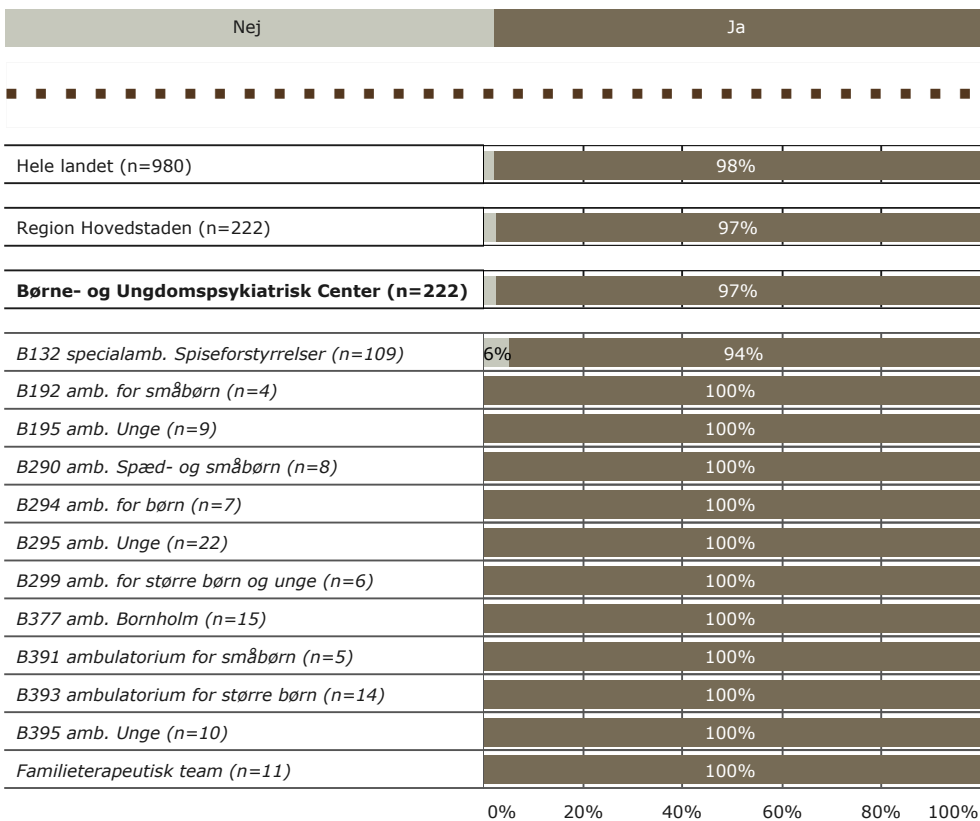 Nej Ja
Hele landet (n=980) 98%
Region Hovedstaden (n=222) 97%
Børne- og Ungdomspsykiatrisk Center (n=222) 97%
B132 specialamb. Spiseforstyrrelser (n=109) 6% 94%
B192 amb. for småbørn (n=4) 100%
B195 amb. Unge (n=9) 100%
B290 amb. Spæd- og småbørn (n=8) 100%
B294 amb. for børn (n=7) 100%
B295 amb. Unge (n=22) 100%
B299 amb. for større børn og unge (n=6) 100%
B377 amb. Bornholm (n=15) 100%
B391 ambulatorium for småbørn (n=5) 100%
B393 ambulatorium for større børn (n=14) 100%
B395 amb. Unge (n=10) 100%
Familieterapeutisk team (n=11) 100%
0% 20% 40% 60% 80% 100%